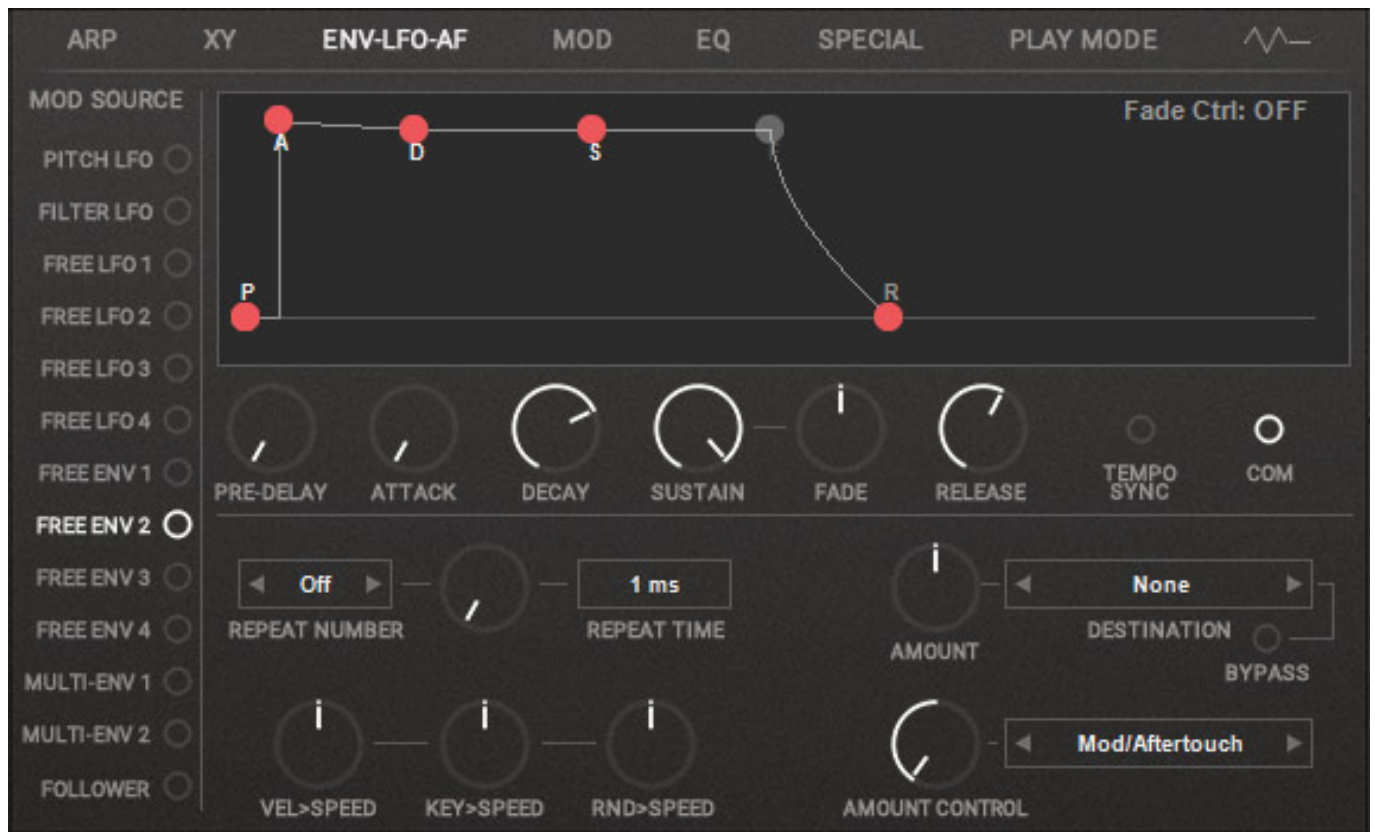 ARP XY ENV-LFO-AF MOD EQ SPECIAL PLAY MODE
MOD SOURCE
PITCH LFO
FILTER LFO
FREE LFO 1
FREE LFO 2
FREE LFO 3
FREE LFO 4
FREE ENV 1
FREE ENV 2
FREE ENV 3
FREE ENV 4
MULTI-ENV 1
MULTI-ENV 2
FOLLOWER
Fade Ctrl: OFF
A
D
S
P
R
PRE-DELAY ATTACK DECAY SUSTAIN FADE RELEASE
TEMPO
SYNC
COM
Off
REPEAT NUMBER
1 ms
REPEAT TIME
AMOUNT
None
DESTINATION
BYPASS
VEL>SPEED KEY>SPEED RND>SPEED
AMOUNT CONTROL
Mod/Aftertouch